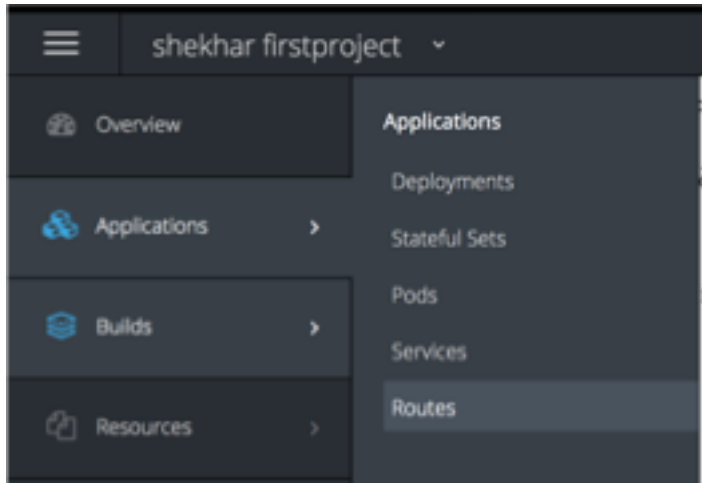 shekhar firstproject
Overview
Applications
Builds
Resources
Applications
Deployments
Stateful Sets
Pods
Services
Routes